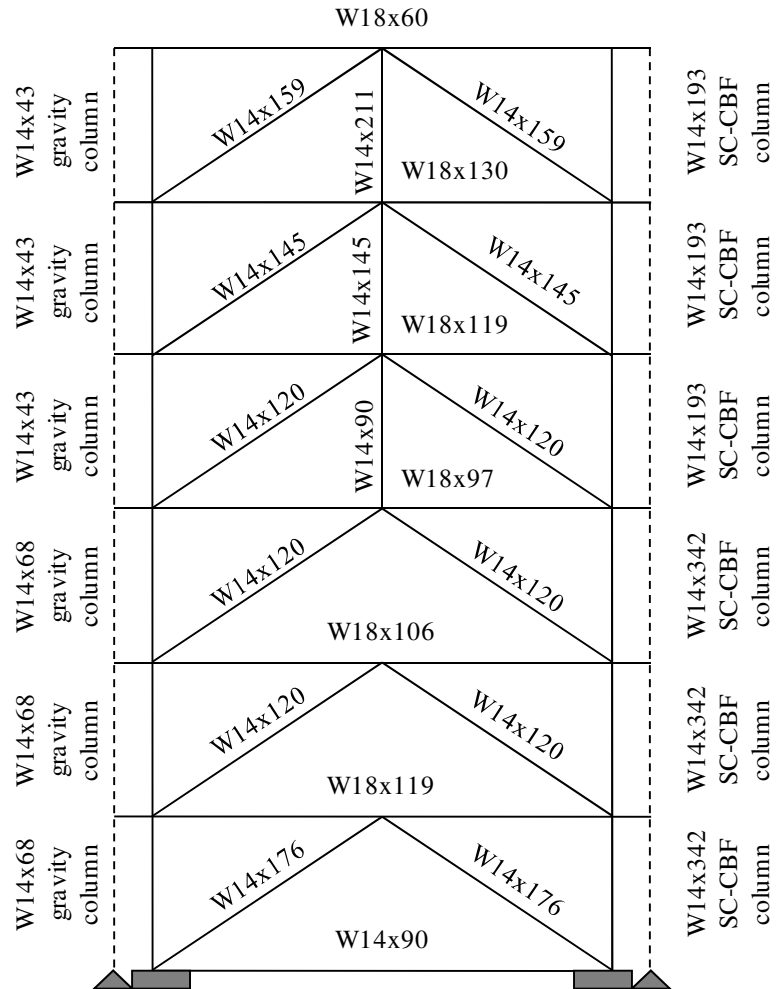 W18x60
W14x43
gravity
column
W14x159
W14x211
W14x159
W18x130
W14x193
SC-CBF
column
W14x43
gravity
column
W14x145
W14x145
W14x145
W18x119
W14x193
SC-CBF
column
W14x43
gravity
column
W14x120
W14x90
W14x120
W18x97
W14x193
SC-CBF
column
W14x68
gravity
column
W14x120
W14x120
W18x106
W14x342
SC-CBF
column
W14x68
gravity
column
W14x120
W14x120
W18x119
W14x342
SC-CBF
column
W14x68
gravity
column
W14x176
W14x176
W14x90
W14x342
SC-CBF
column